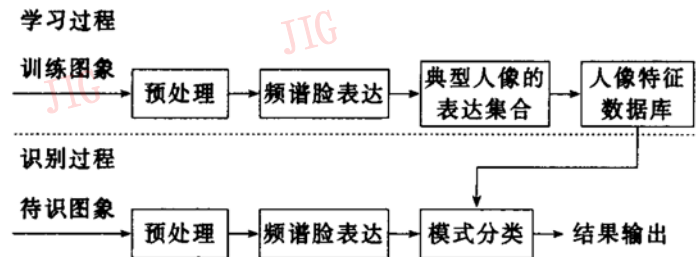 学习过程
JIG
训练图象
JIG
预处理
频谱脸表达
典型人像的
表达集合
人像特征
数据库
识别过程
待识图象
预处理
频谱脸表达
模式分类
结果输出